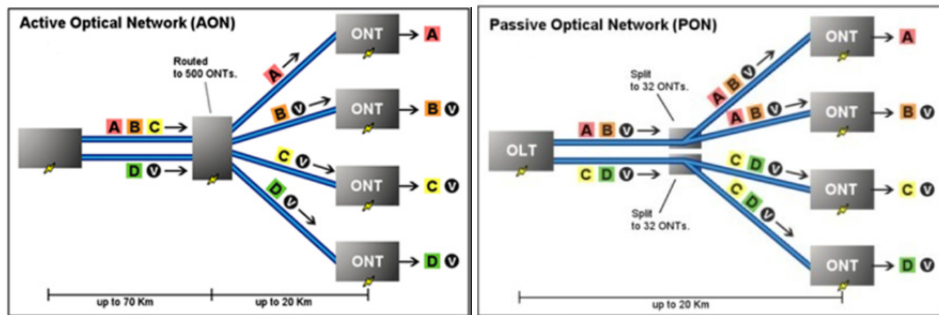 Active Optical Network (AON)
Routed
to 500 ONTs.
A B C
D V
A
B V
C V
D V
ONT
A
ONT
B V
ONT
C V
ONT
D V
up to 70 Km
up to 20 Km
Passive Optical Network (PON)
Split
to 32 ONTs.
OLT
A B V
C D V
Split
to 32 ONTs.
A B V
A B V
C D V
C D V
ONT
A
ONT
B V
ONT
C V
ONT
D V
up to 20 Km